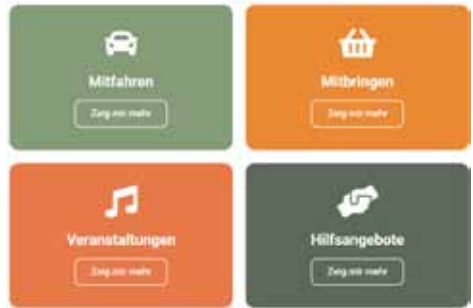 Mitfahren
Zeig mir mehr
Mitbringen
Zeig mir mehr
Veranstaltungen
Zeig mir mehr
Hilfsangebote
Zeig mir mehr